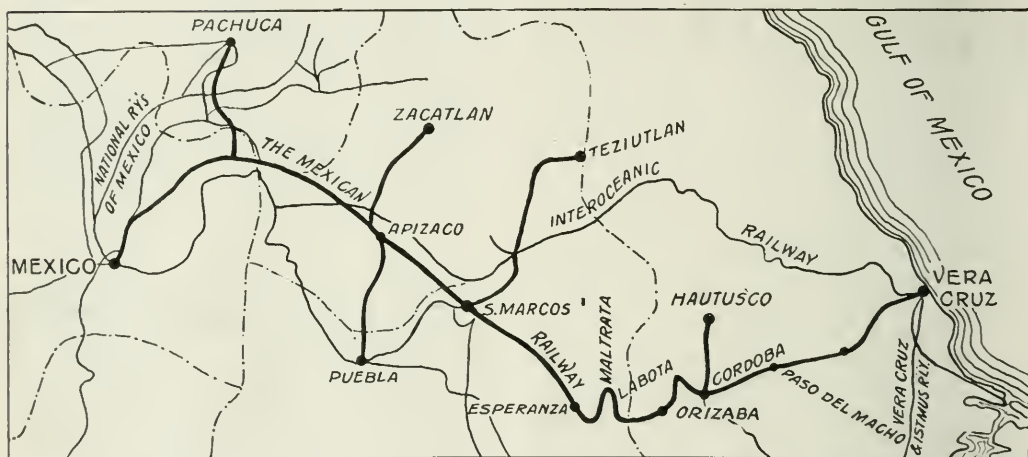 PACHUCA
GULF OF MEXICO
NATIONAL RY'S
OF MEXICO
ZACATLAN
THE MEXICAN
TEZIUTLAN
INTEROCEANIC
APIZACO
RAILWAY
MEXICO
VERA
CRUZ
HAUTUSCO
S. MARCOS
MALTRATA
RAILWAY
LABOTA
CORDOBA
PUEBLA
PASO DEL MACHO
VERA CRUZ
& ISTMUS RLY.
ESPERANZA
ORIZABA